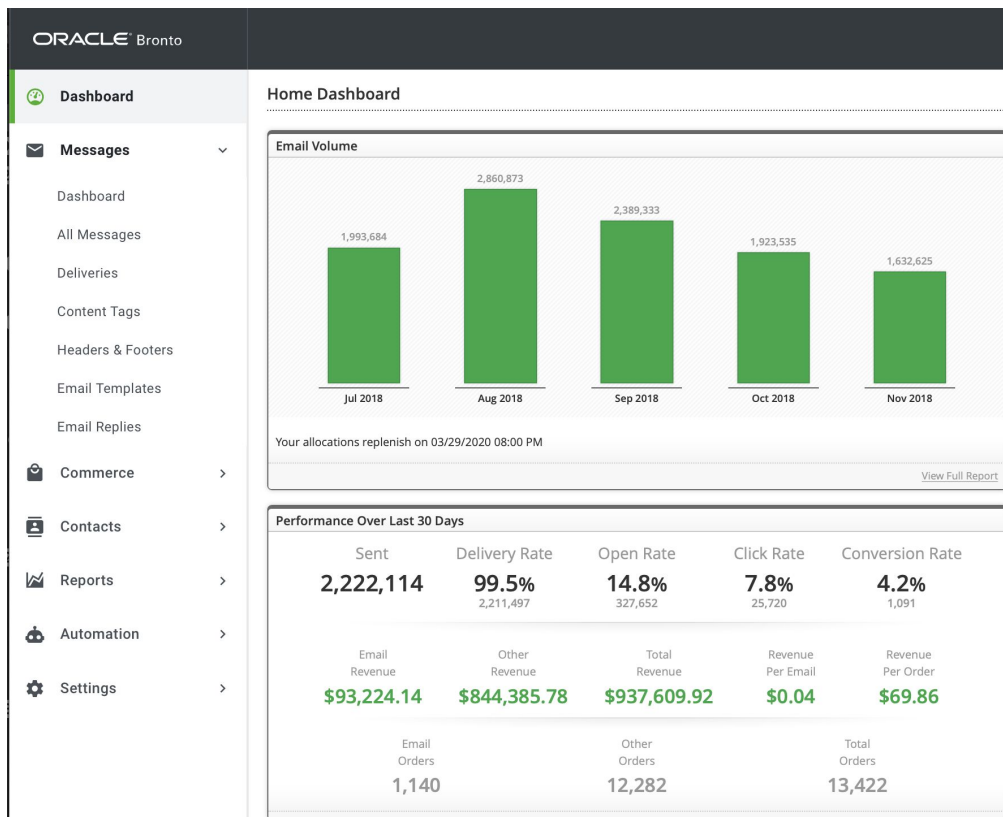 ORACLE Bronto
Dashboard
Messages
Dashboard
All Messages
Deliveries
Content Tags
Headers & Footers
Email Templates
Email Replies
Commerce
Contacts
Reports
Automation
Settings
Home Dashboard
Email Volume
1,993,684
2,860,873
2,389,333
1,923,535
1,632,625
Jul 2018 Aug 2018 Sep 2018 Oct 2018 Nov 2018
Your allocations replenish on 03/29/2020 08:00 PM
View Full Report
Performance Over Last 30 Days
Sent Delivery Rate Open Rate Click Rate Conversion Rate
2,222,114 99.5% 14.8% 7.8% 4.2%
2,211,497 327,652 25,720 1,091
Email Other Total Revenue Revenue
Revenue Revenue Revenue Per Email Per Order
$93,224.14 $844,385.78 $937,609.92 $0.04 $69.86
Email Other Total
Orders Orders Orders
1,140 12,282 13,422